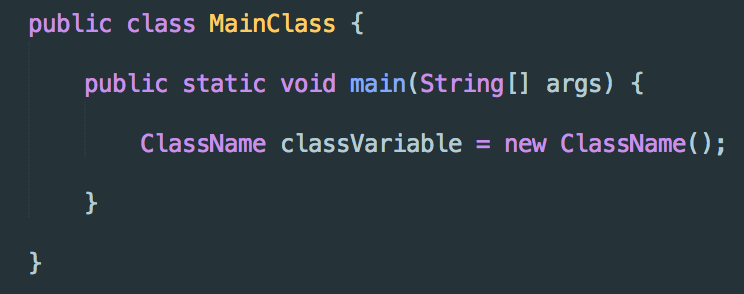 public class MainClass {
public static void main(String[] args) {
ClassName classVariable = new ClassName();
}
}